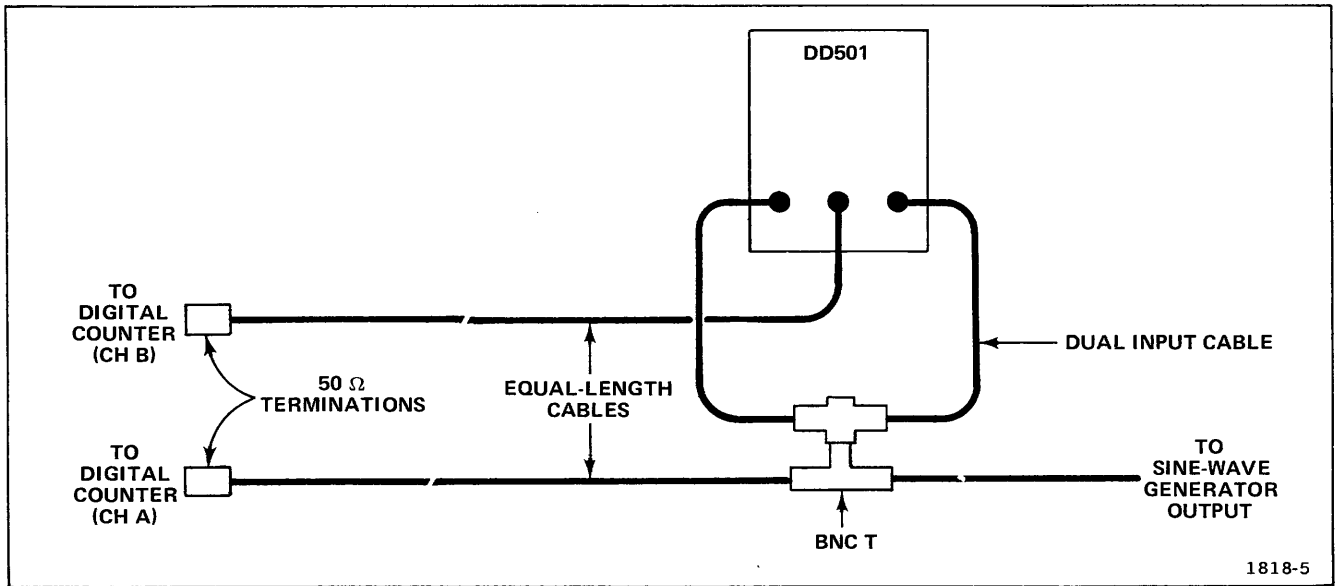 DD501
TO
DIGITAL
COUNTER
(CH B)
DUAL INPUT CABLE
50 Ω
TERMINATIONS
EQUAL-LENGTH
CABLES
TO
DIGITAL
COUNTER
(CH A)
TO
SINE-WAVE
GENERATOR
OUTPUT
BNC T
1818-5